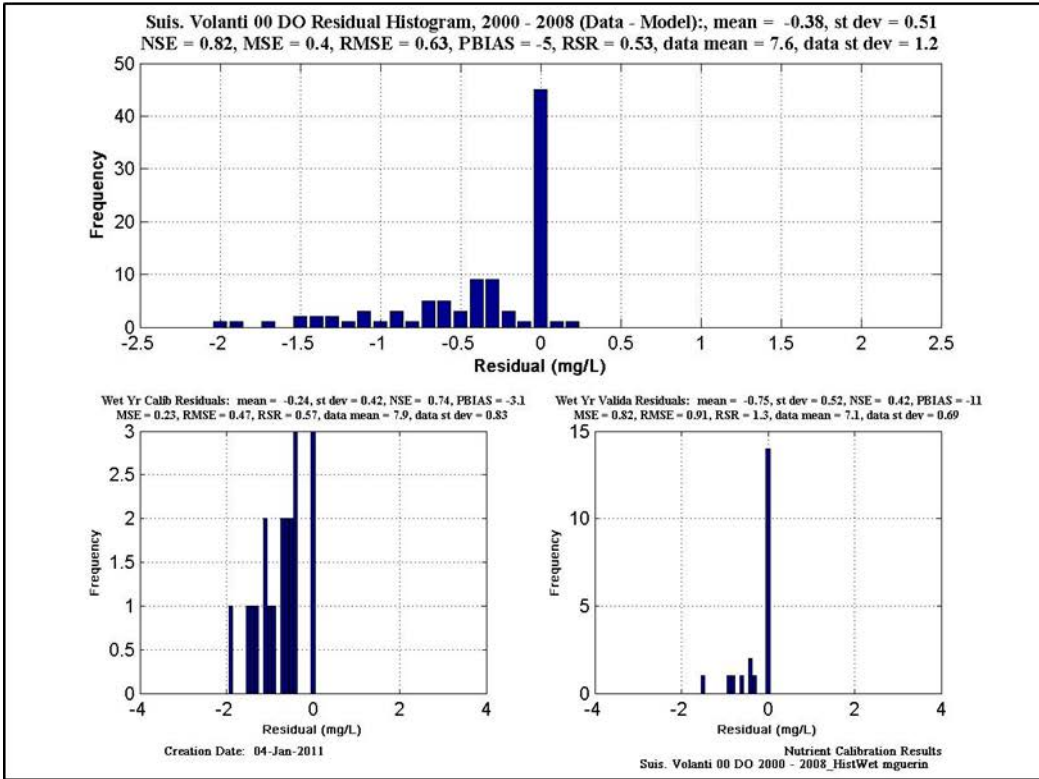 Suis. Volanti 00 DO Residual Histogram, 2000 - 2008 (Data - Model):, mean = -0.38, st dev = 0.51
NSE = 0.82, MSE = 0.4, RMSE = 0.63, PBIAS = -5, RSR = 0.53, data mean = 7.6, data st dev = 1.2
50
40
30
20
10
0
Frequency
-2.5 -2 -1.5 -1 -0.5 0 0.5 1 1.5 2 2.5
Residual (mg/L)
Wet Yr Calib Residuals: mean = -0.24, st dev = 0.42, NSE = 0.74, PBIAS = -3.1
MSE = 0.23, RMSE = 0.47, RSR = 0.57, data mean = 7.9, data st dev = 0.83
3
2.5
2
1.5
1
0.5
0
Frequency
-4 -2 0 2 4
Residual (mg/L)
Creation Date: 04-Jan-2011
Wet Yr Valida Residuals: mean = -0.75, st dev = 0.52, NSE = 0.42, PBIAS = -11
MSE = 0.82, RMSE = 0.91, RSR = 1.3, data mean = 7.1, data st dev = 0.69
15
10
5
0
Frequency
-4 -2 0 2 4
Residual (mg/L)
Nutrient Calibration Results
Suis. Volanti 00 DO 2000 - 2008_HistWet mguerin